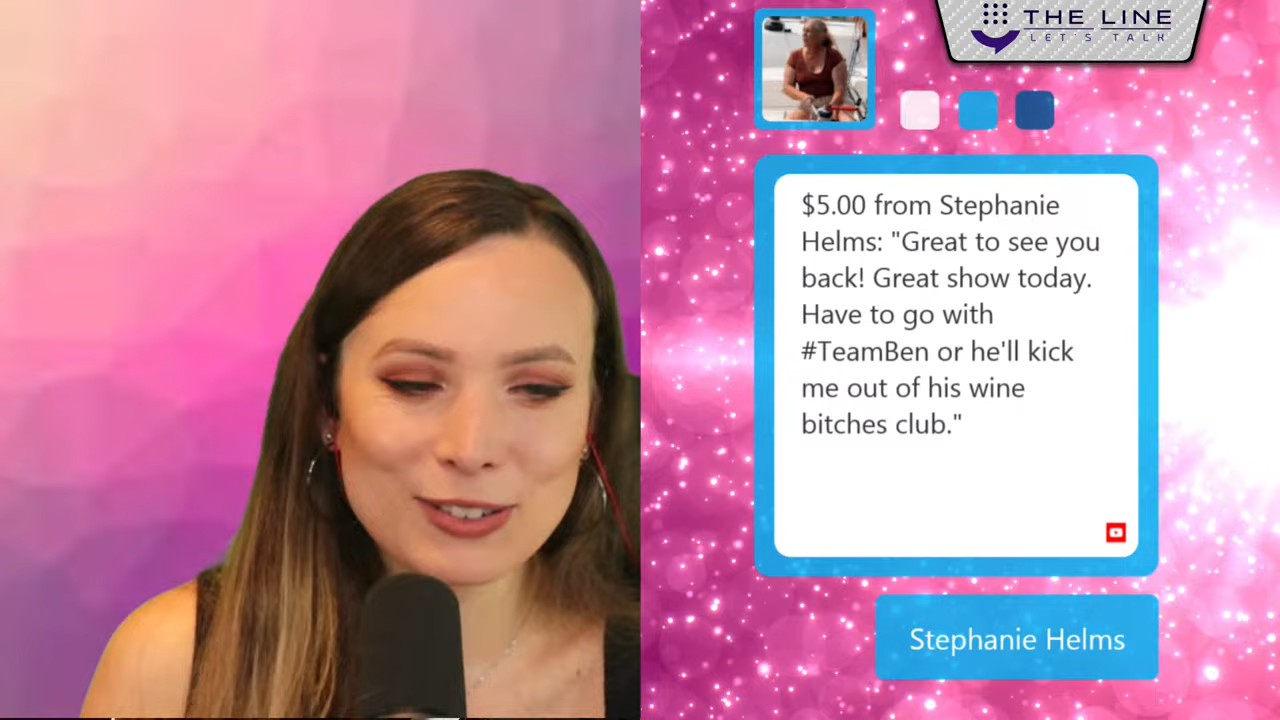 THE LINE
LET'S TALK
$5.00 from Stephanie
Helms: "Great to see you
back! Great show today.
Have to go with
#TeamBen or he'll kick
me out of his wine
bitches club."
Stephanie Helms